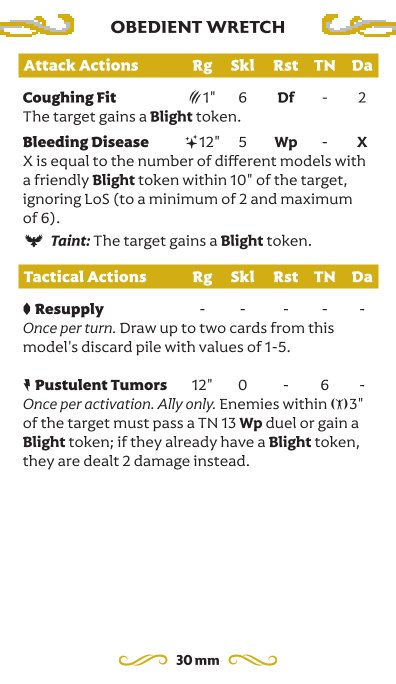 OBEDIENT WRETCH
Attack Actions Rg Skl Rst TN Da
Coughing Fit 1" 6 Df - 2
The target gains a Blight token.
Bleeding Disease 12" 5 Wp - X
X is equal to the number of different models with
a friendly Blight token within 10" of the target,
ignoring LoS (to a minimum of 2 and maximum
of 6).
Taint: The target gains a Blight token.
Tactical Actions Rg Skl Rst TN Da
Resupply - - - - -
Once per turn. Draw up to two cards from this
model's discard pile with values of 1-5.
Pustulent Tumors 12" 0 - 6 -
Once per activation. Ally only. Enemies within 3"
of the target must pass a TN 13 Wp duel or gain a
Blight token; if they already have a Blight token,
they are dealt 2 damage instead.
30 mm